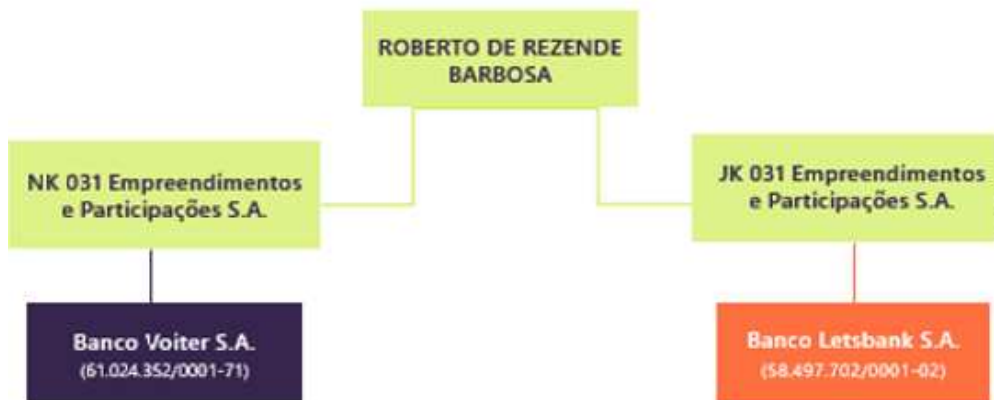 ROBERTO DE REZENDE
BARBOSA
NK 031 Empreendimentos
e Participações S.A.
JK 031 Empreendimentos
e Participações S.A.
Banco Voiter S.A.
(61.024.352/0001-71)
Banco Letsbank S.A.
(58.497.702/0001-02)